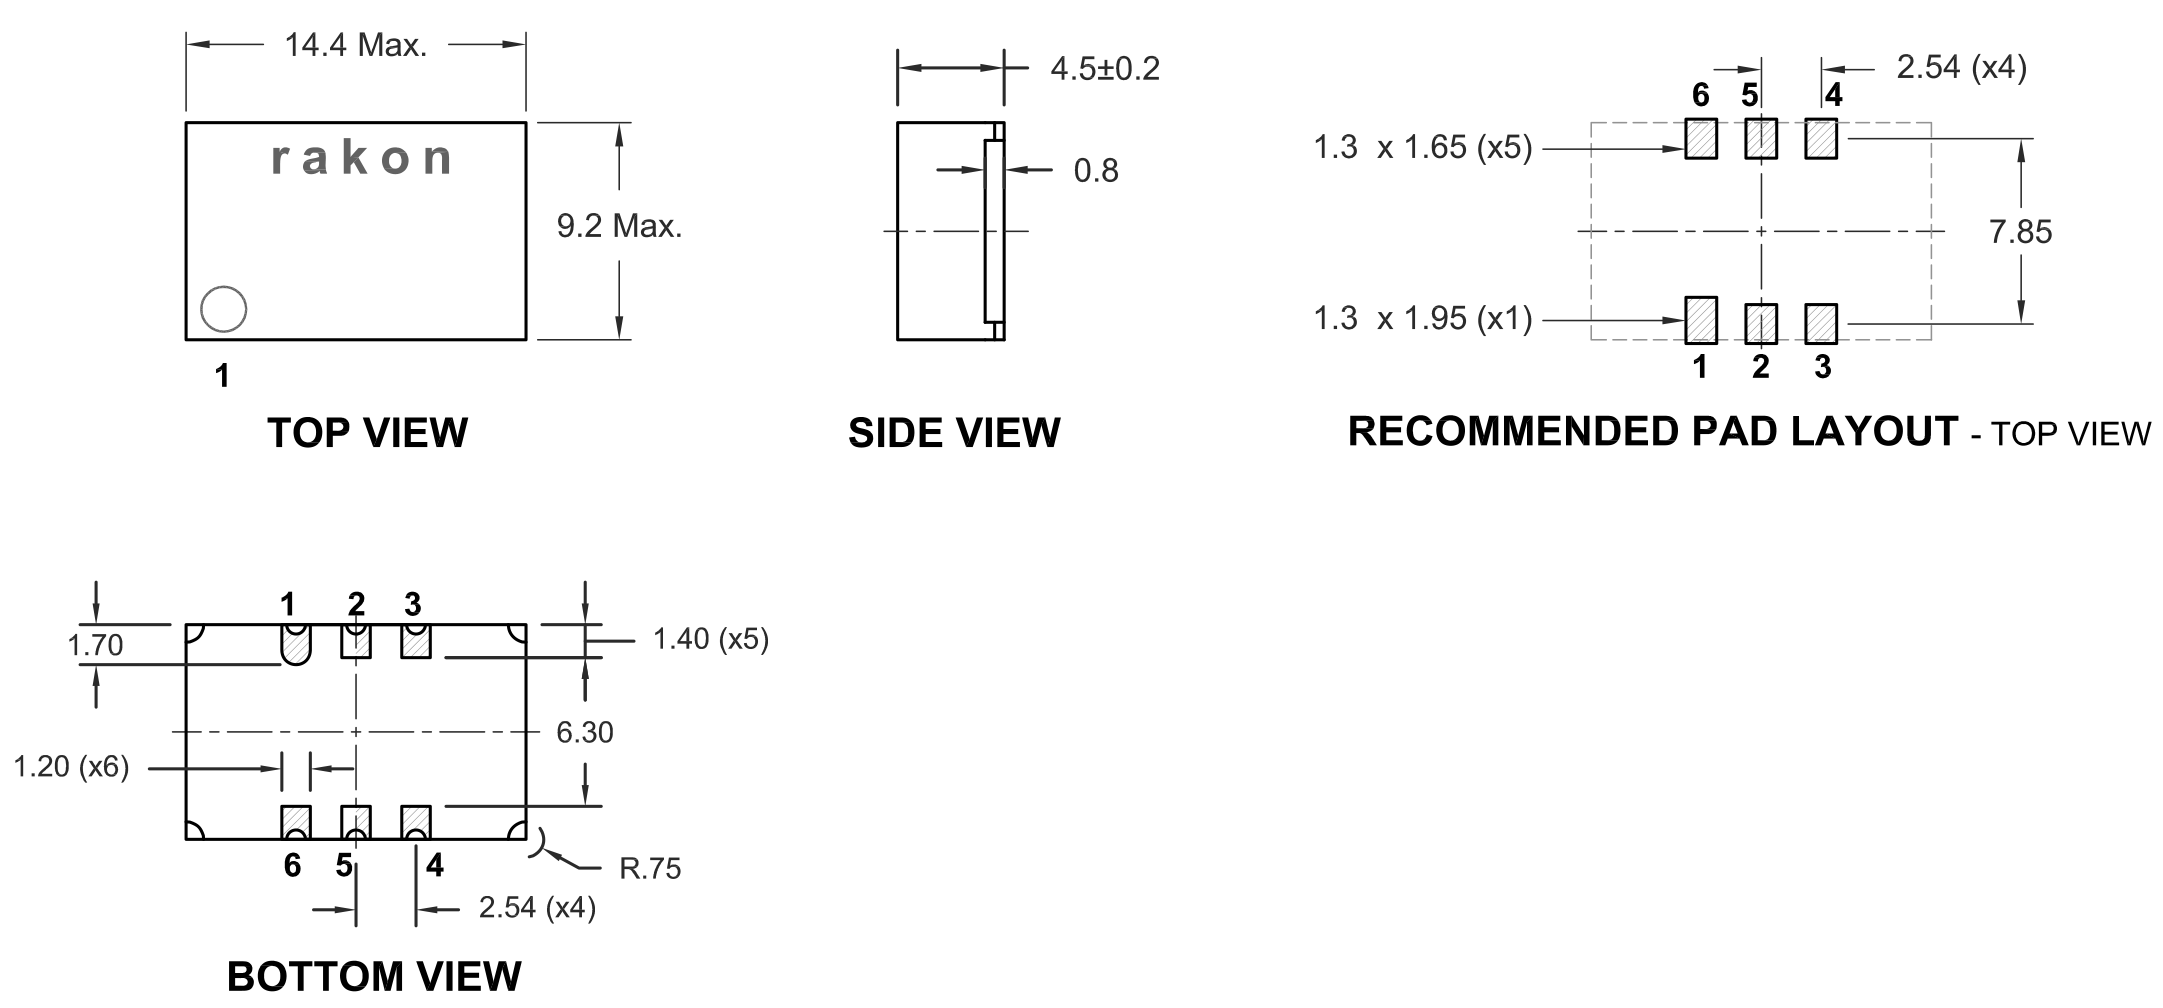 14.4 Max.
rakon
9.2 Max.
1
TOP VIEW
4.5±0.2
0.8
SIDE VIEW
2.54 (x4)
6 5 4
1.3 x 1.65 (x5)
7.85
1.3 x 1.95 (x1)
1 2 3
RECOMMENDED PAD LAYOUT - TOP VIEW
1 2 3
1.70
1.40 (x5)
6.30
1.20 (x6)
6 5 4
R.75
2.54 (x4)
BOTTOM VIEW